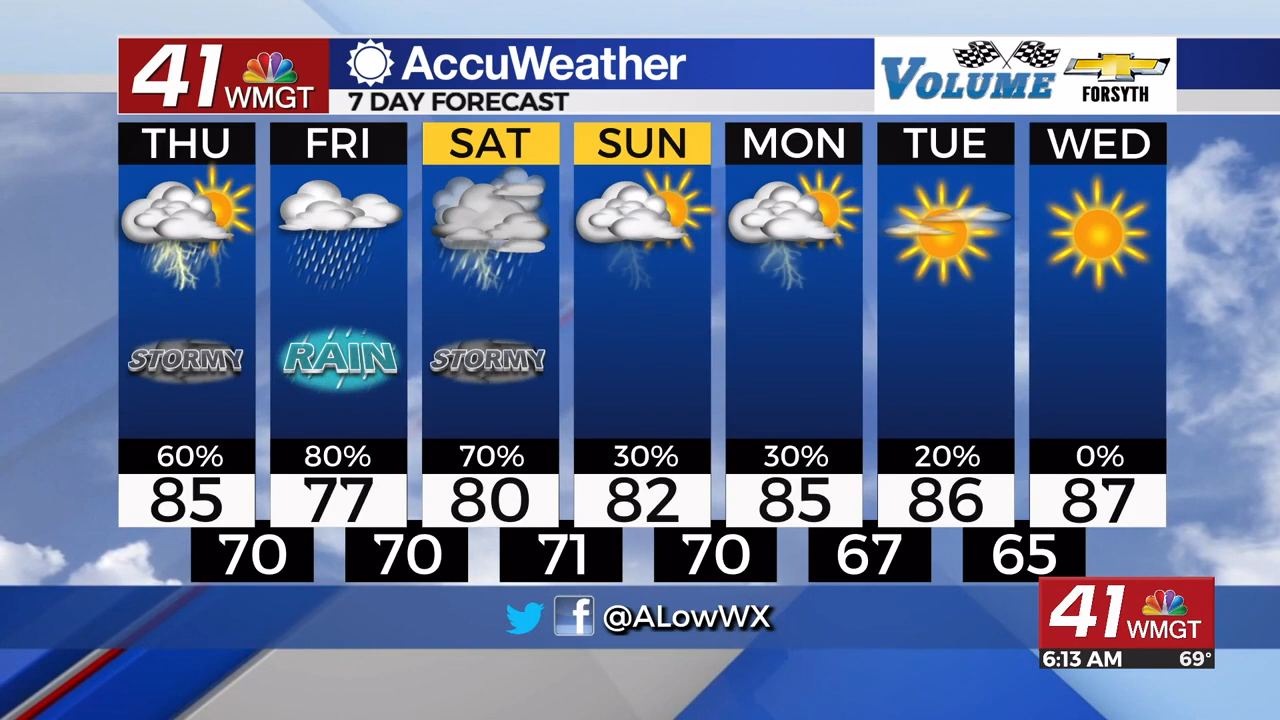 41 WMGT
AccuWeather
7 DAY FORECAST
VOLUME
FORSYTH
THU FRI SAT SUN MON TUE WED
STORMY RAIN STORMY
60% 80% 70% 30% 30% 20% 0%
85 77 80 82 85 86 87
70 70 71 70 67 65
f @ALowWX
41 WMGT
6:13 AM 69°